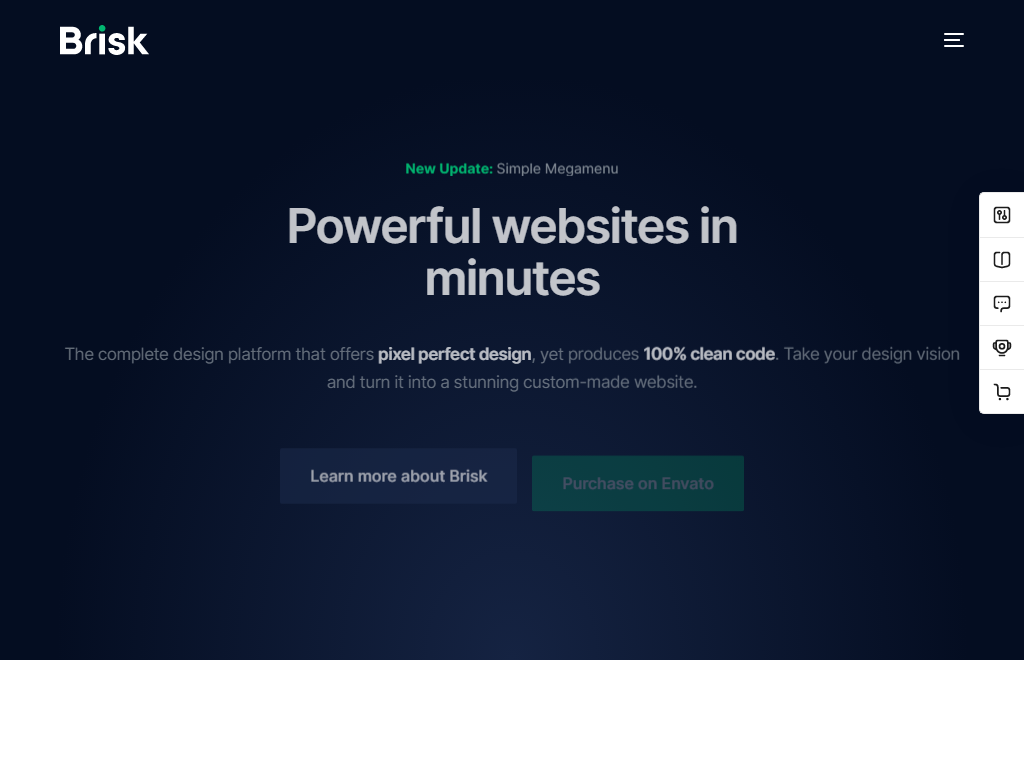 Brisk
New Update: Simple Megamenu
Powerful websites in
minutes
The complete design platform that offers pixel perfect design, yet produces 100% clean code. Take your design vision
and turn it into a stunning custom-made website.
Learn more about Brisk
Purchase on Envato